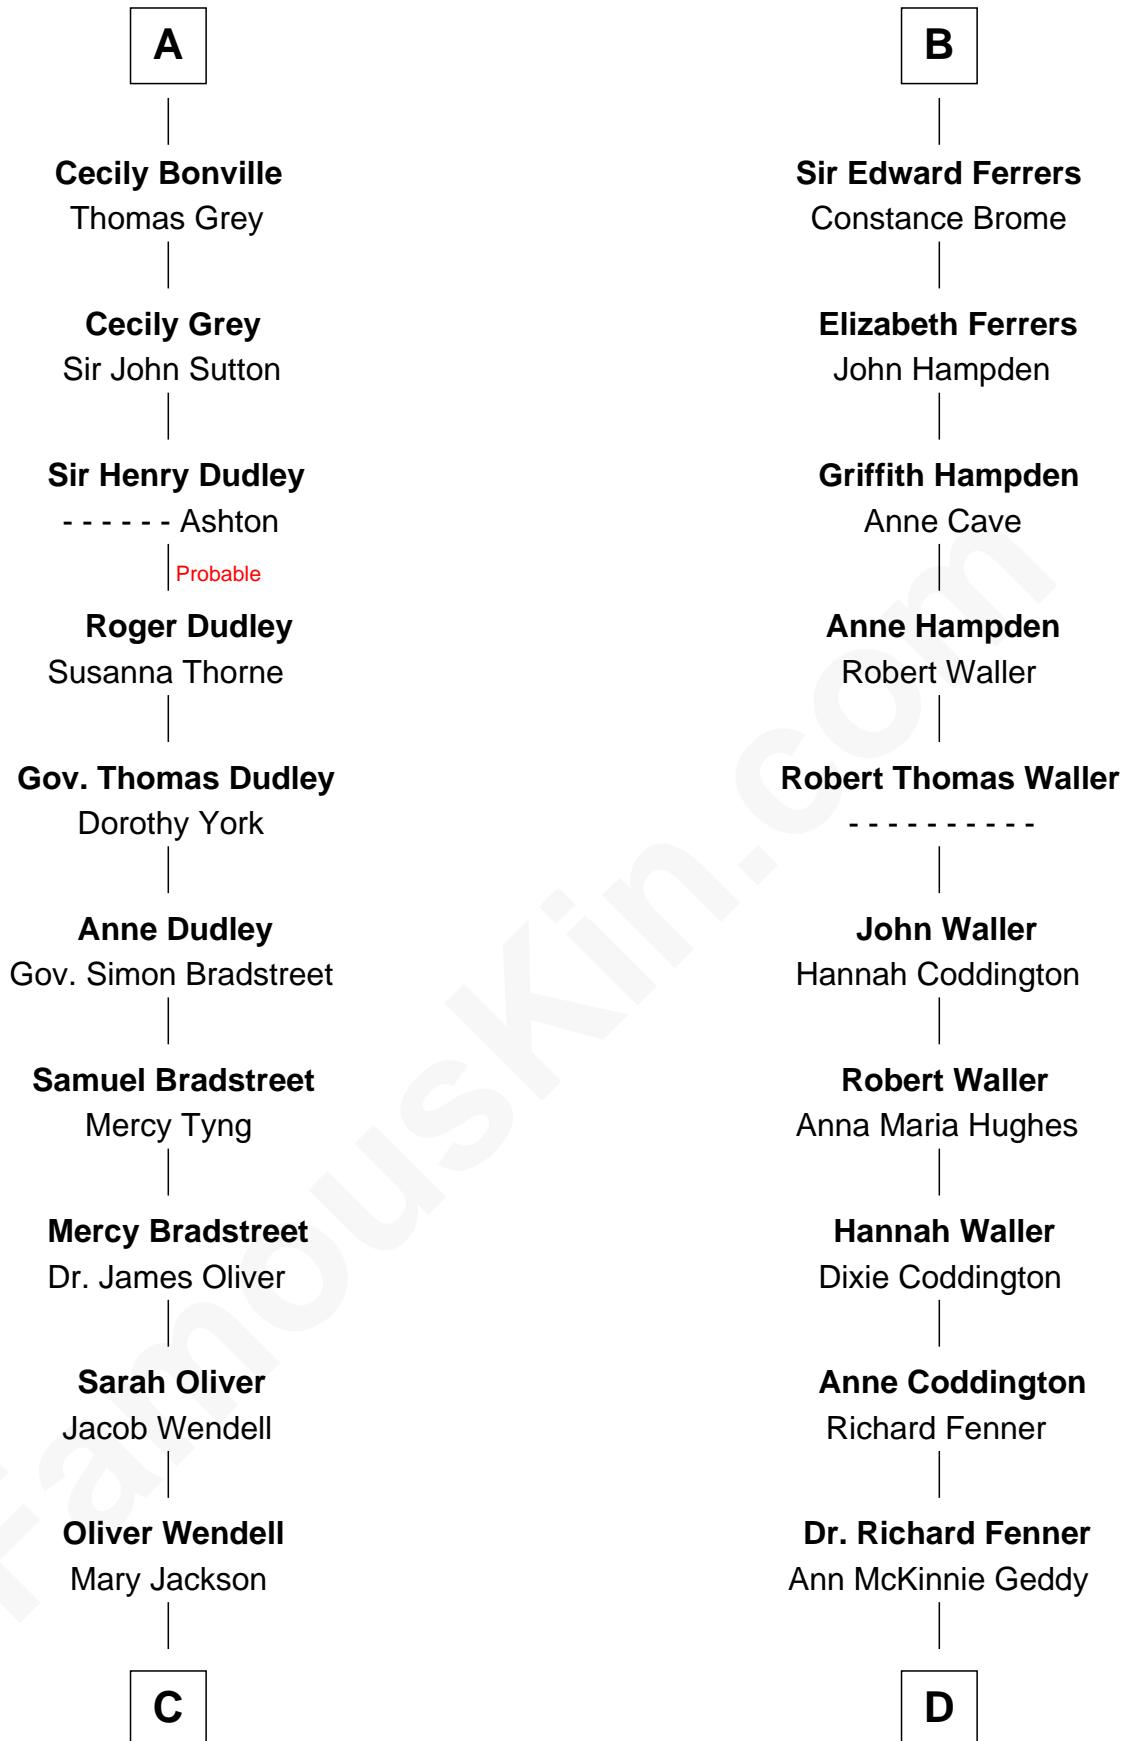 A
Cecily Bonville
Thomas Grey
Cecily Grey
Sir John Sutton
Sir Henry Dudley
- - - - - - Ashton
Probable
Roger Dudley
Susanna Thorne
Gov. Thomas Dudley
Dorothy York
Anne Dudley
Gov. Simon Bradstreet
Samuel Bradstreet
Mercy Tyng
Mercy Bradstreet
Dr. James Oliver
Sarah Oliver
Jacob Wendell
Oliver Wendell
Mary Jackson
C
B
Sir Edward Ferrers
Constance Brome
Elizabeth Ferrers
John Hampden
Griffith Hampden
Anne Cave
Anne Hampden
Robert Waller
Robert Thomas Waller
- - - - - - - - - -
John Waller
Hannah Coddington
Robert Waller
Anna Maria Hughes
Hannah Waller
Dixie Coddington
Anne Coddington
Richard Fenner
Dr. Richard Fenner
Ann McKinnie Geddy
D
FamousKin.com